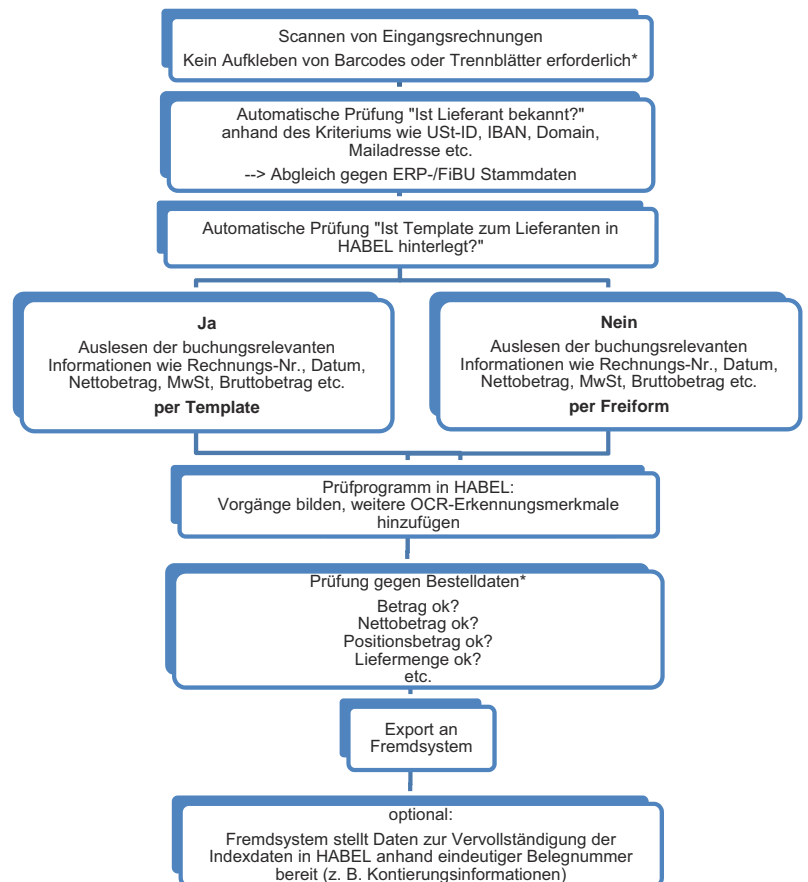 Scannen von Eingangsrechnungen
Kein Aufkleben von Barcodes oder Trennblätter erforderlich*
Automatische Prüfung "Ist Lieferant bekannt?"
anhand des Kriteriums wie USt-ID, IBAN, Domain,
Mailadresse etc.
--> Abgleich gegen ERP-/FiBU Stammdaten
Automatische Prüfung "Ist Template zum Lieferanten in
HABEL hinterlegt?"
Ja
Auslesen der buchungsrelevanten
Informationen wie Rechnungs-Nr., Datum,
Nettobetrag, MwSt, Bruttobetrag etc.
per Template
Nein
Auslesen der buchungsrelevanten
Informationen wie Rechnungs-Nr., Datum,
Nettobetrag, MwSt, Bruttobetrag etc.
per Freiform
Prüfprogramm in HABEL:
Vorgänge bilden, weitere OCR-Erkennungsmerkmale
hinzufügen
Prüfung gegen Bestelldaten*
Betrag ok?
Nettobetrag ok?
Positionsbetrag ok?
Liefermenge ok?
etc.
Export an
Fremdsystem
optional:
Fremdsystem stellt Daten zur Vervollständigung der
Indexdaten in HABEL anhand eindeutiger Belegnummer
bereit (z. B. Kontierungsinformationen)